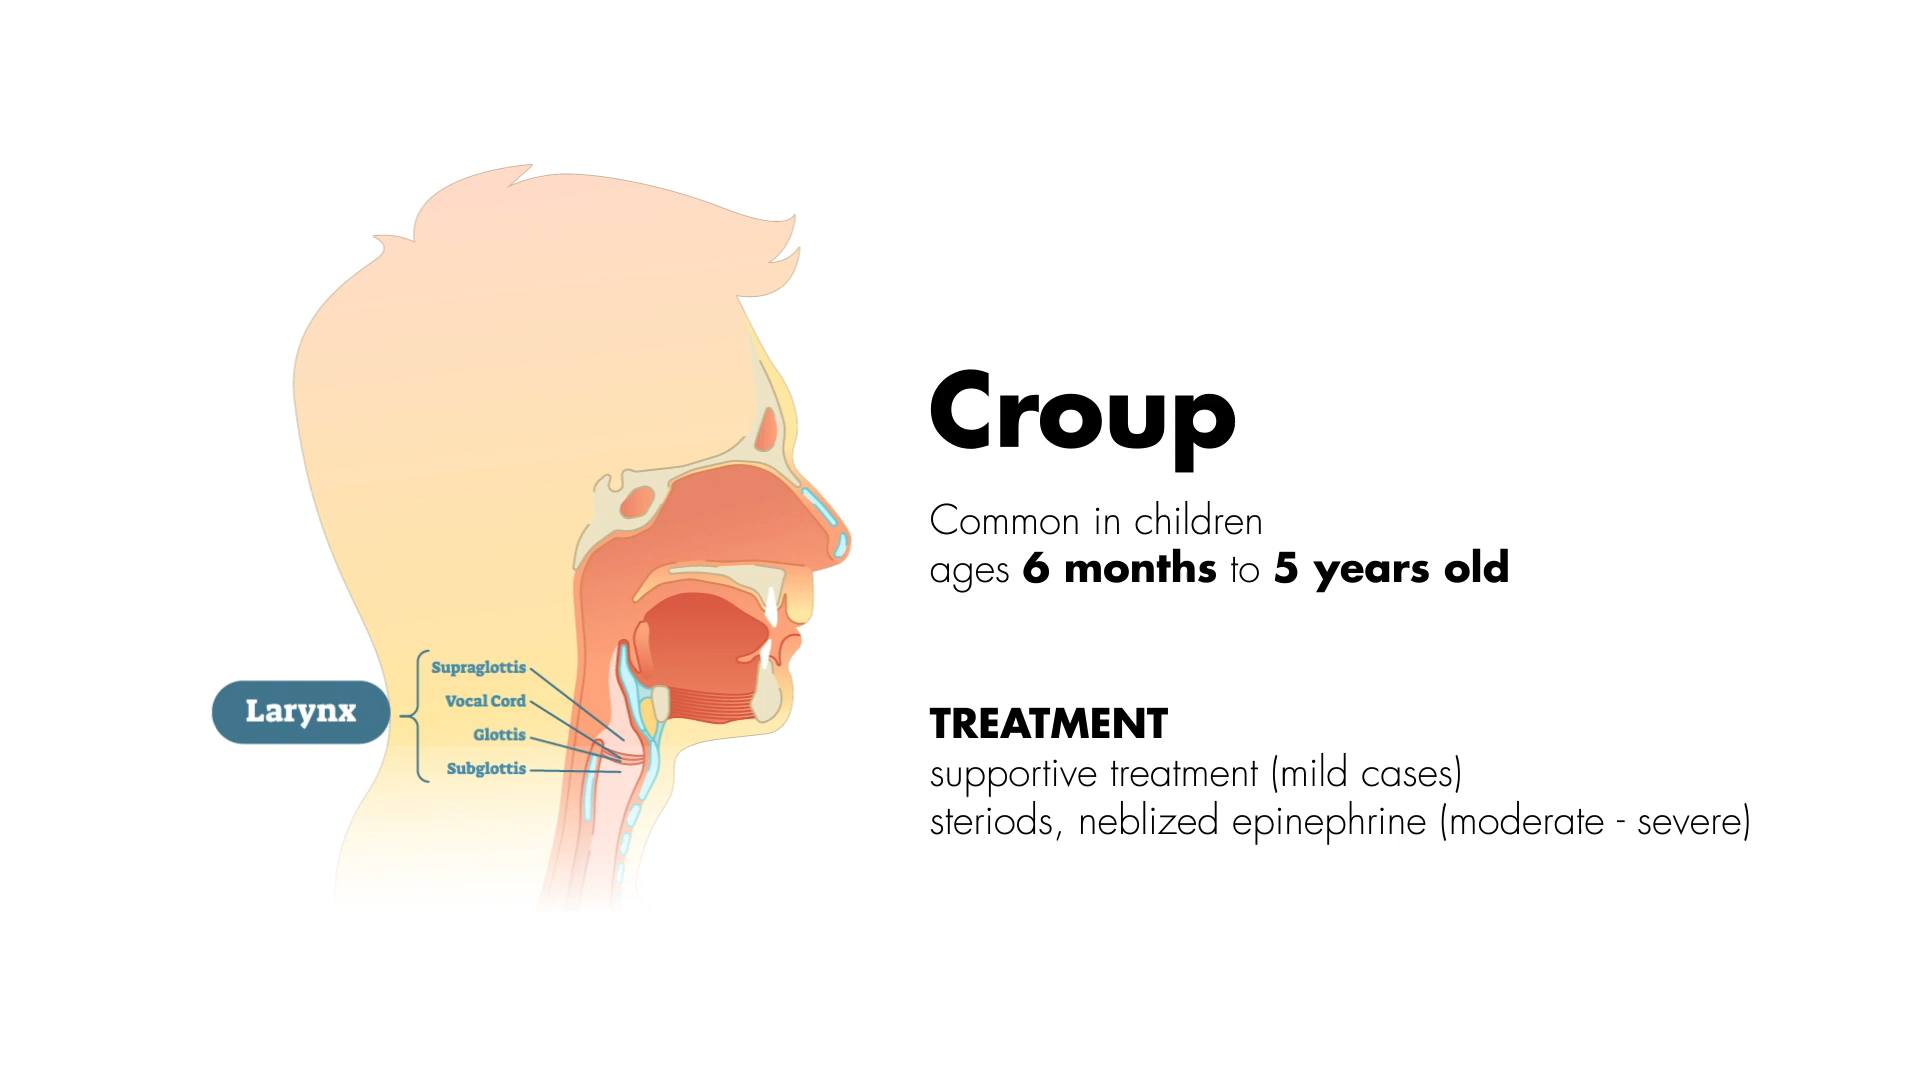 Croup
Common in children
ages 6 months to 5 years old
Supraglottis
Vocal Cord
Larynx
Glottis
Subglottis
TREATMENT
supportive treatment (mild cases)
steriods, neblized epinephrine (moderate - severe)